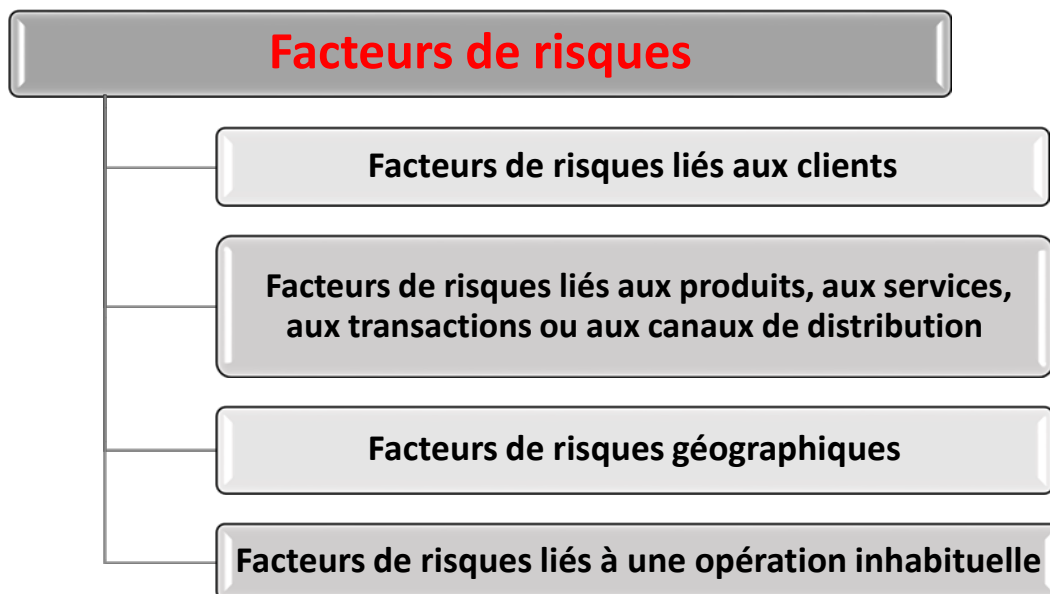 Facteurs de risques
Facteurs de risques liés aux clients
Facteurs de risques liés aux produits, aux services,
aux transactions ou aux canaux de distribution
Facteurs de risques géographiques
Facteurs de risques liés à une opération inhabituelle